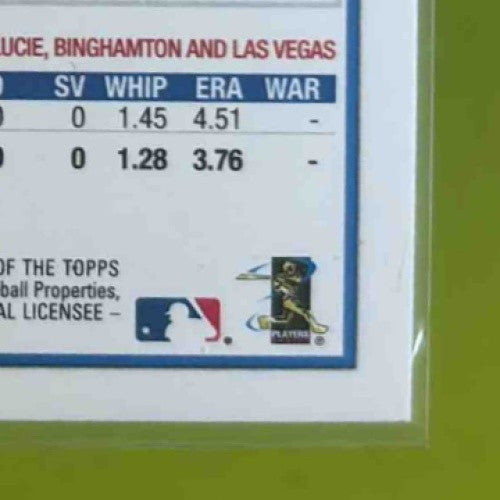 LUCIE, BINGHAMTON AND LAS VEGAS
SV WHIP ERA WAR
0 1.45 4.51 -
0 1.28 3.76 -
OF THE TOPPS
ball Properties,
AL LICENSEE –
PLAYERS
®